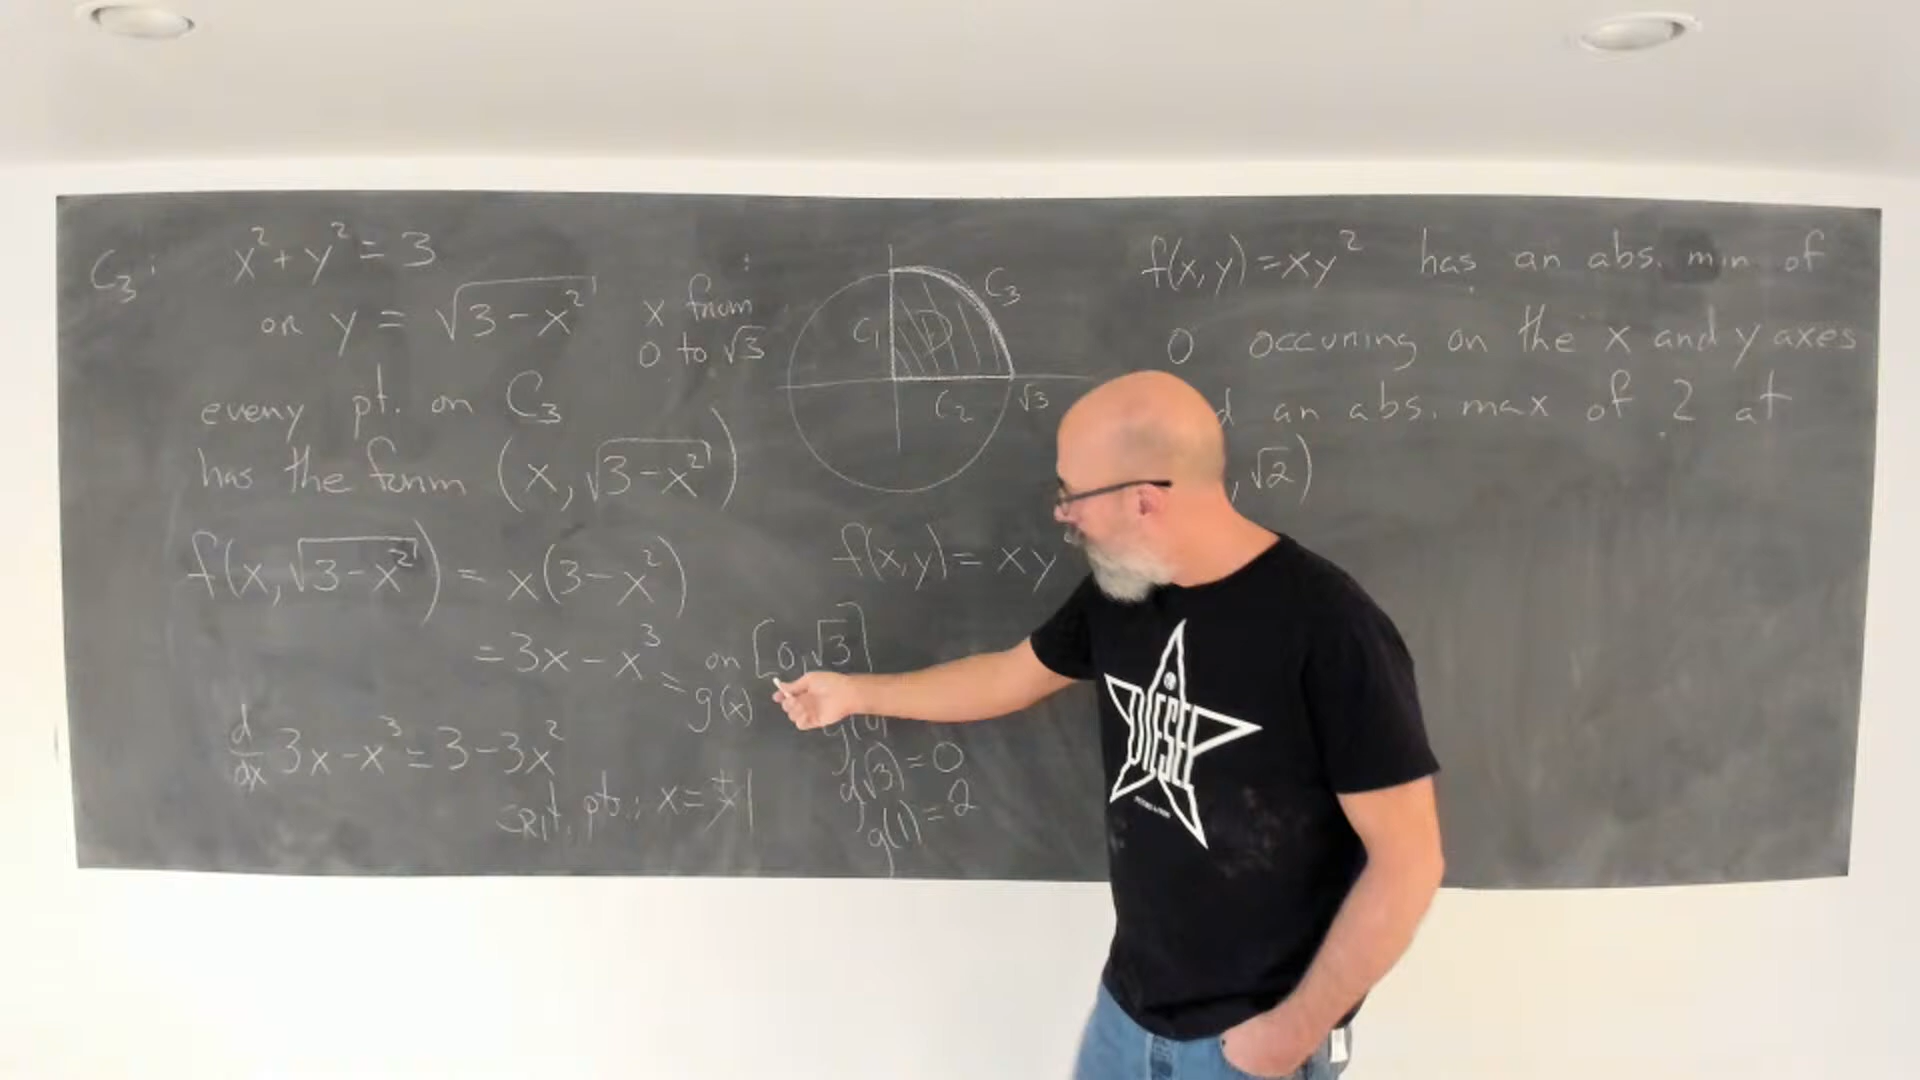 C₃: x² + y² = 3
or y = √(3 - x²)
x from
0 to √3
every pt. on C₃
has the form (x, √(3 - x²))
f(x, √(3 - x²)) = x(3 - x²)
= 3x - x³ = g(x)
on [0, √3]
d/dx 3x - x³ = 3 - 3x²
crit. pts.: x = ±1
C₁
D
C₃
C₂
√3
f(x,y) = xy
g(√3) = 0
g(1) = 2
f(x,y) = xy² has an abs. min of
0 occuring on the x and y axes
an abs. max of 2 at
, √2)
DIESEL